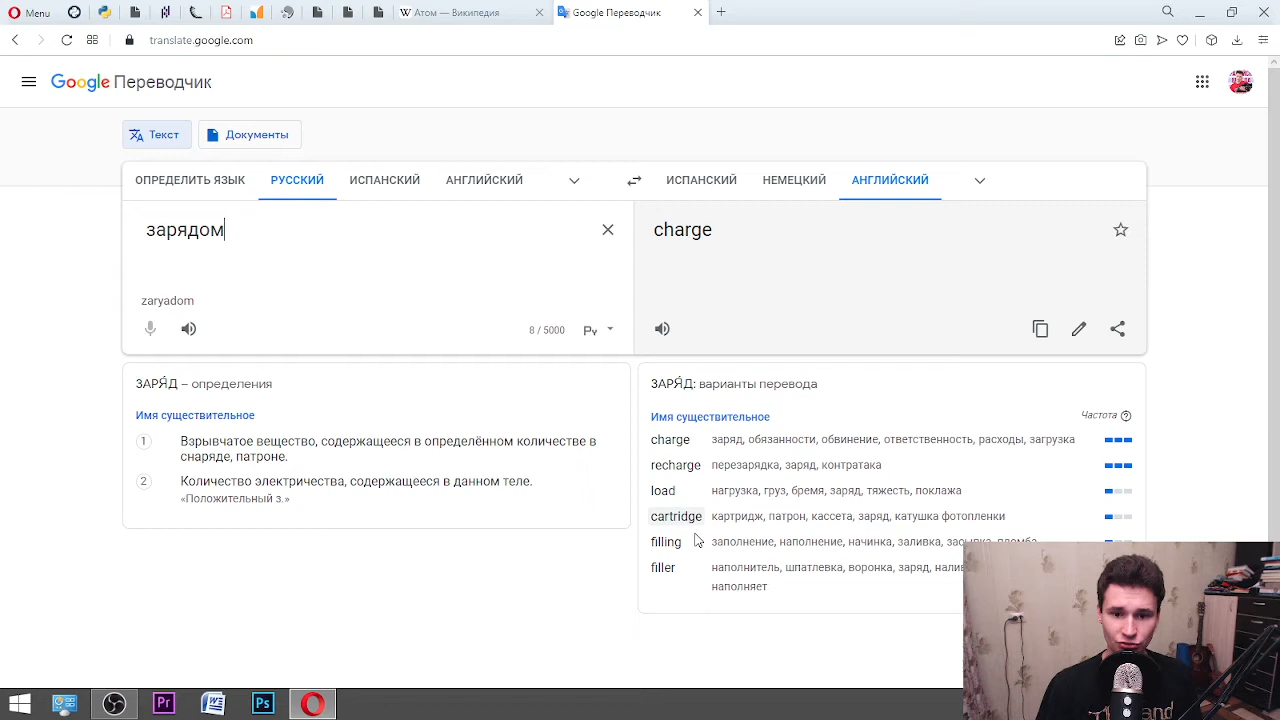 Menu
Атом — Википедия
Google Переводчик
translate.google.com
Google Переводчик
Текст
Документы
ОПРЕДЕЛИТЬ ЯЗЫК
РУССКИЙ
ИСПАНСКИЙ
АНГЛИЙСКИЙ
ИСПАНСКИЙ
НЕМЕЦКИЙ
АНГЛИЙСКИЙ
зарядом
charge
zaryadom
8 / 5000
Ру
ЗАРЯ́Д – определения
Имя существительное
1 Взрывчатое вещество, содержащееся в определённом количестве в
снаряде, патроне.
2 Количество электричества, содержащееся в данном теле.
«Положительный з.»
ЗАРЯ́Д: варианты перевода
Имя существительное
Частота
charge заряд, обязанности, обвинение, ответственность, расходы, загрузка
recharge перезарядка, заряд, контратака
load нагрузка, груз, бремя, заряд, тяжесть, поклажа
cartridge картридж, патрон, кассета, заряд, катушка фотопленки
filling заполнение, наполнение, начинка, заливка, засыпка, пломба
filler наполнитель, шпатлевка, воронка, заряд,
наполняет
Pr
W
Ps